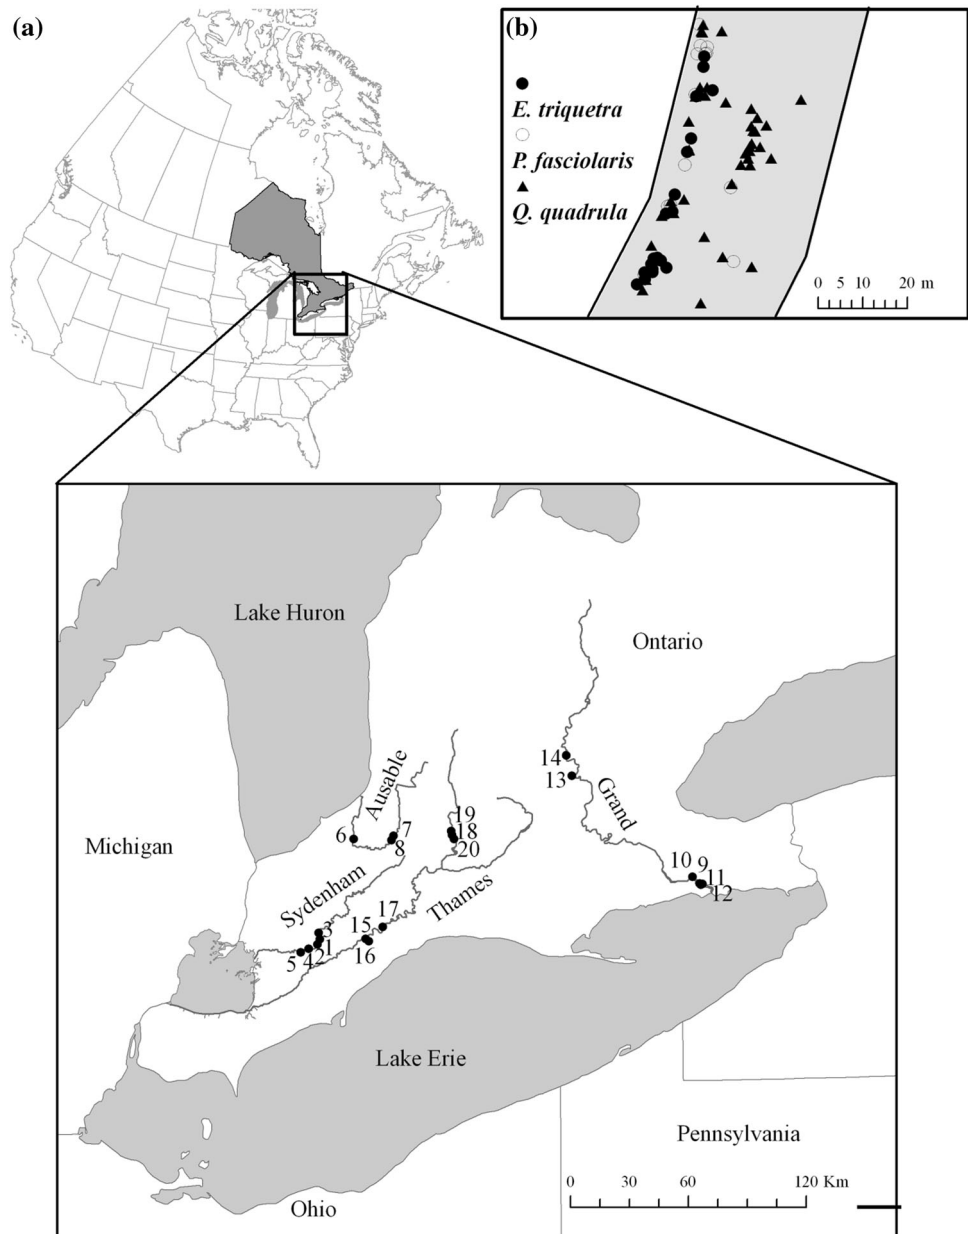 (a)
(b)
E. triquetra
P. fasciolaris
Q. quadrula
0 5 10 20 m
Lake Huron
Ontario
Michigan
Ausable
Grand
Sydenham
Thames
14
13
19
18
20
6
7
8
10
9
11
12
17
15
16
3
1
2
4
5
Lake Erie
Pennsylvania
Ohio
0 30 60 120 Km